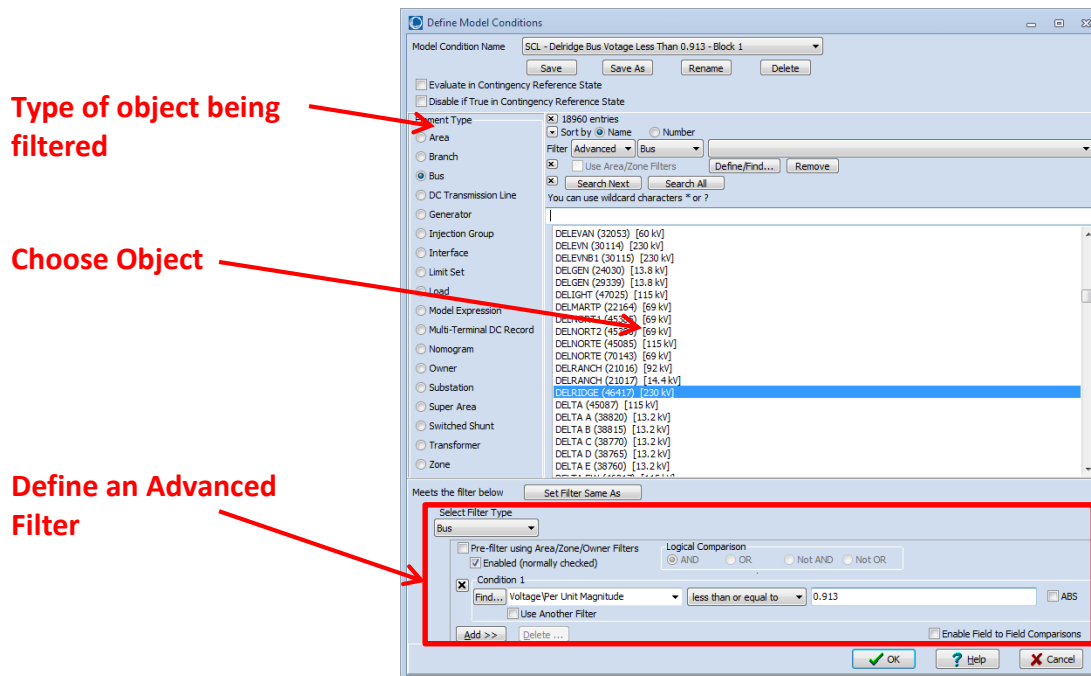 Define Model Conditions
Model Condition Name SCL - Delridge Bus Votage Less Than 0.913 - Block 1
Save Save As Rename Delete
Evaluate in Contingency Reference State
Disable if True in Contingency Reference State
Type of object being
filtered
Element Type
Area
Branch
Bus
DC Transmission Line
Generator
Injection Group
Interface
Limit Set
Load
Model Expression
Multi-Terminal DC Record
Nomogram
Owner
Substation
Super Area
Switched Shunt
Transformer
Zone
Choose Object
18960 entries
Sort by Name Number
Filter Advanced Bus
Use Area/Zone Filters Define/Find... Remove
Search Next Search All
You can use wildcard characters * or ?
DELEVAN (32053) [60 kV]
DELEVN (30114) [230 kV]
DELEVNB1 (30115) [230 kV]
DELGEN (24030) [13.8 kV]
DELGEN (29339) [13.8 kV]
DELIGHT (47025) [115 kV]
DELMARTP (22164) [69 kV]
DELNORT1 [69 kV]
DELNORT2 [69 kV]
DELNORTE (45085) [115 kV]
DELNORTE (70143) [69 kV]
DELRANCH (21016) [92 kV]
DELRANCH (21017) [14.4 kV]
DELRIDGE (46417) [230 kV]
DELTA (45087) [115 kV]
DELTA A (38820) [13.2 kV]
DELTA B (38815) [13.2 kV]
DELTA C (38770) [13.2 kV]
DELTA D (38765) [13.2 kV]
DELTA E (38760) [13.2 kV]
Define an Advanced
Filter
Meets the filter below Set Filter Same As
Select Filter Type
Bus
Pre-filter using Area/Zone/Owner Filters
Enabled (normally checked)
Logical Comparison
AND OR Not AND Not OR
Condition 1
Find... Voltage\Per Unit Magnitude less than or equal to 0.913 ABS
Use Another Filter
Add >> Delete ... Enable Field to Field Comparisons
OK Help Cancel